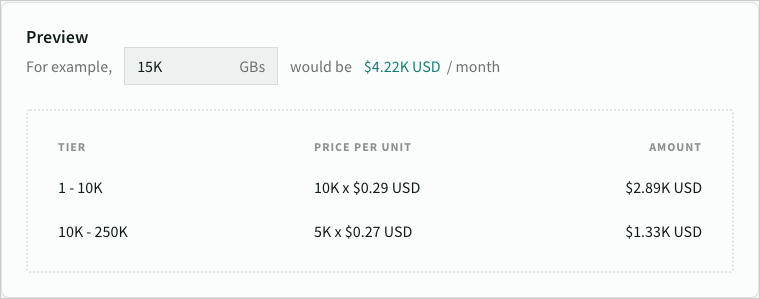 Preview
For example, 15K GBs would be $4.22K USD / month
TIER PRICE PER UNIT AMOUNT
1 - 10K 10K x $0.29 USD $2.89K USD
10K - 250K 5K x $0.27 USD $1.33K USD